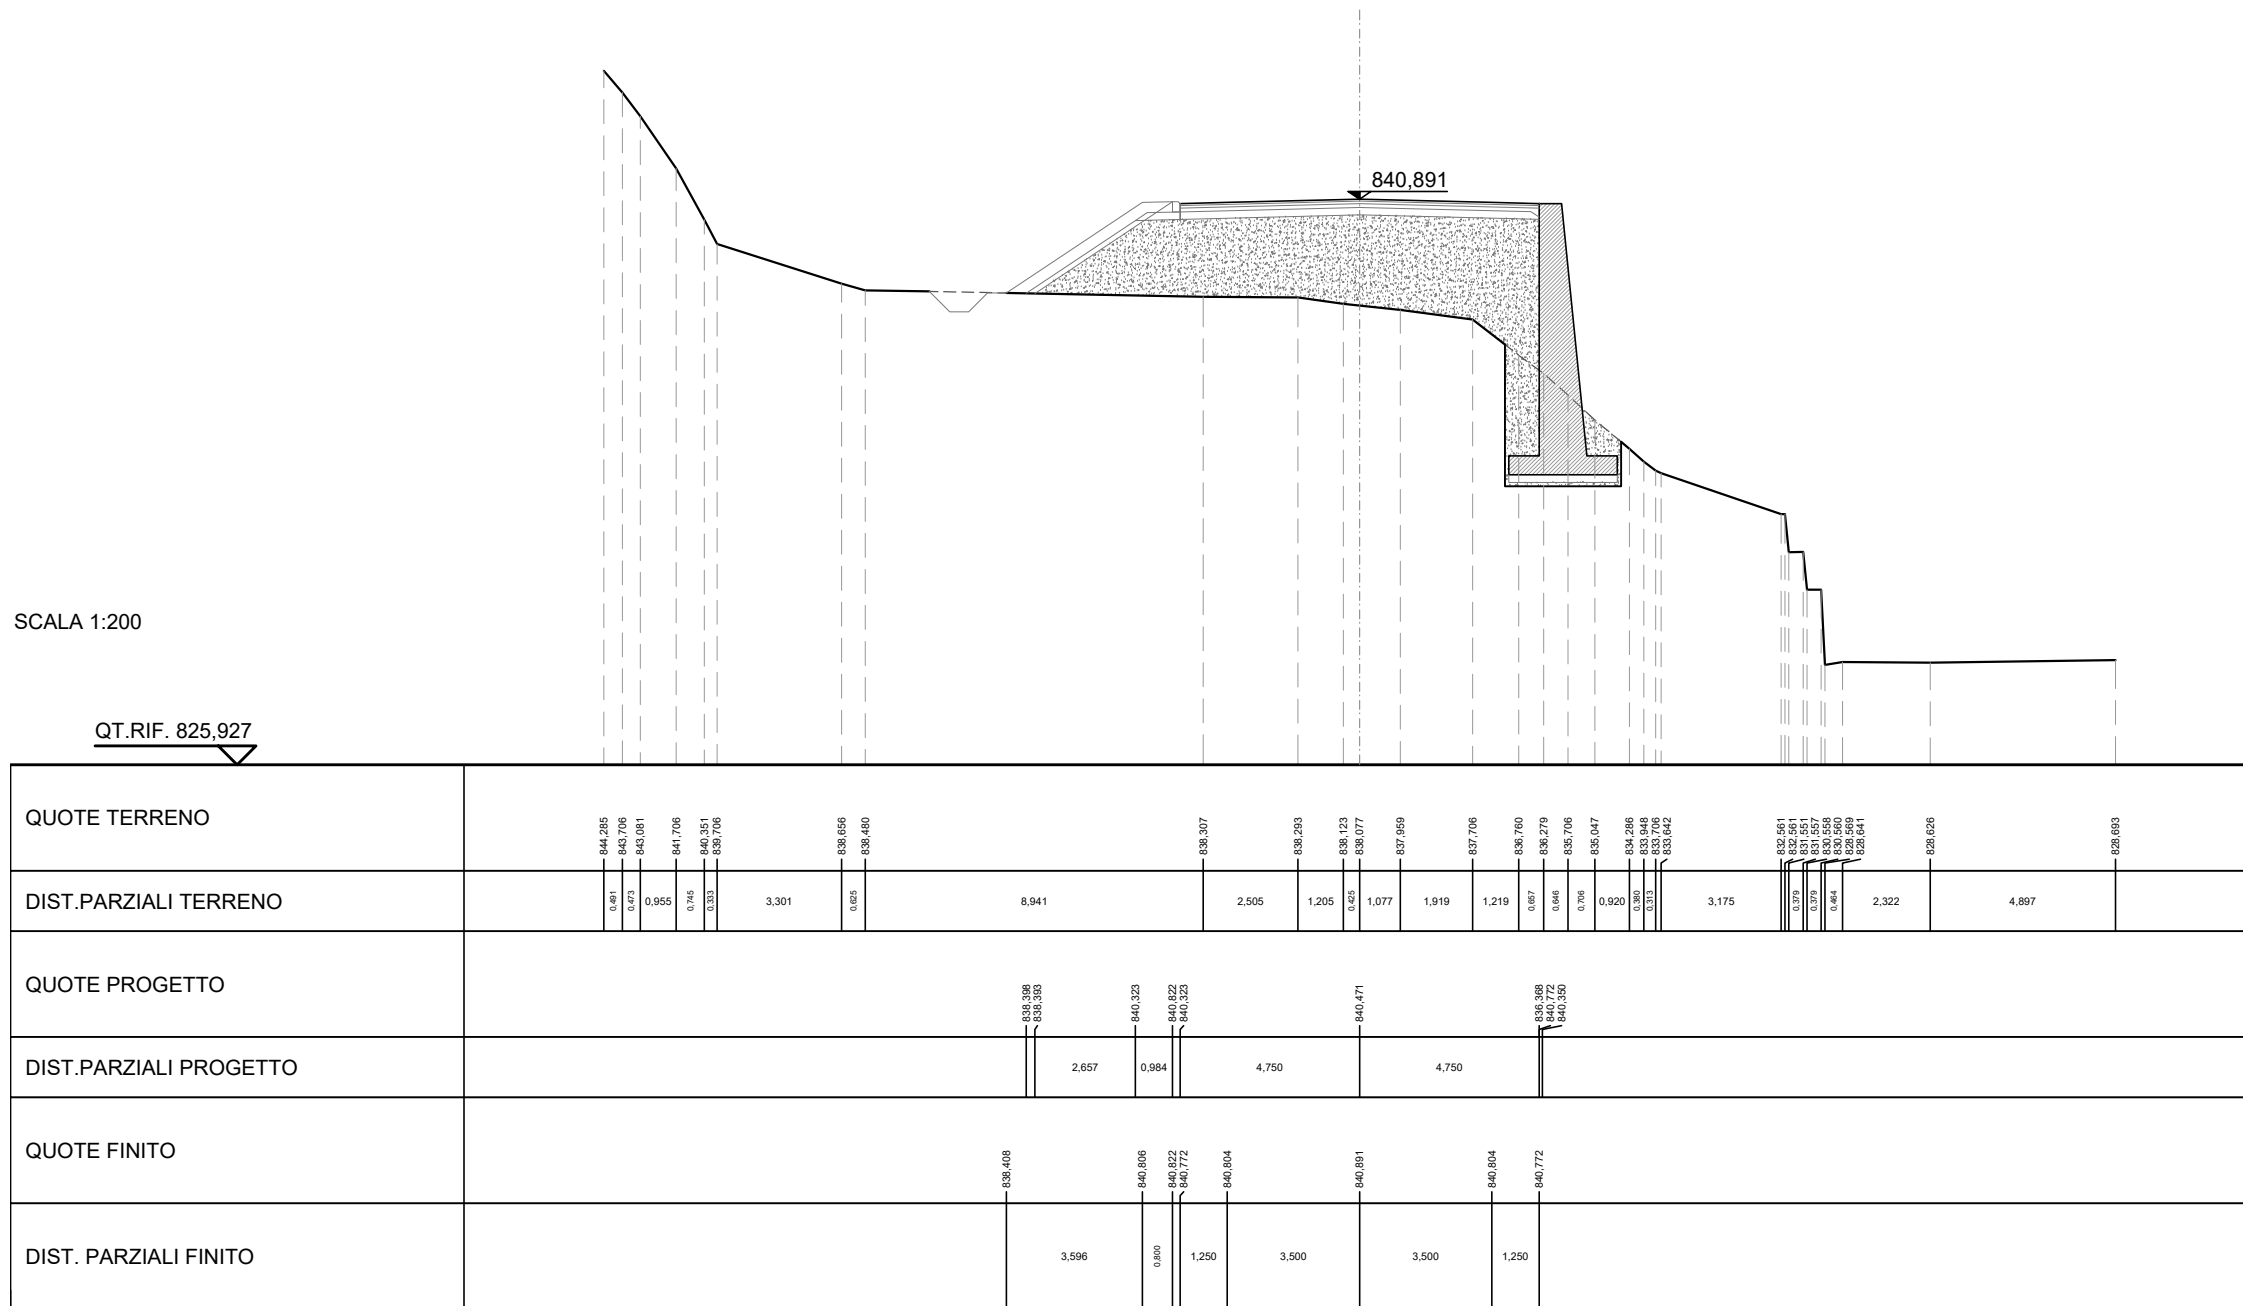 840,891
SCALA 1:200
QT.RIF. 825,927
QUOTE TERRENO
844,285 843,706 843,081 841,706 840,351 839,706 838,656 838,480 838,307 838,293 838,123 838,077 837,959 837,706 836,760 836,279 835,706 835,047 834,286 833,948 833,706 833,642 832,561 832,561 831,551 831,557 830,558 830,560 828,569 828,641 828,626 828,693
DIST.PARZIALI TERRENO
0,491 0,473 0,955 0,745 0,333 3,301 0,625 8,941 2,505 1,205 0,425 1,077 1,919 1,219 0,657 0,646 0,706 0,920 0,380 0,313 3,175 0,379 0,379 0,464 2,322 4,897
QUOTE PROGETTO
838,398 838,393 840,323 840,822 840,323 840,471 836,368 840,772 840,350
DIST.PARZIALI PROGETTO
2,657 0,984 4,750 4,750
QUOTE FINITO
838,408 840,806 840,822 840,772 840,804 840,891 840,804 840,772
DIST. PARZIALI FINITO
3,596 0,800 1,250 3,500 3,500 1,250